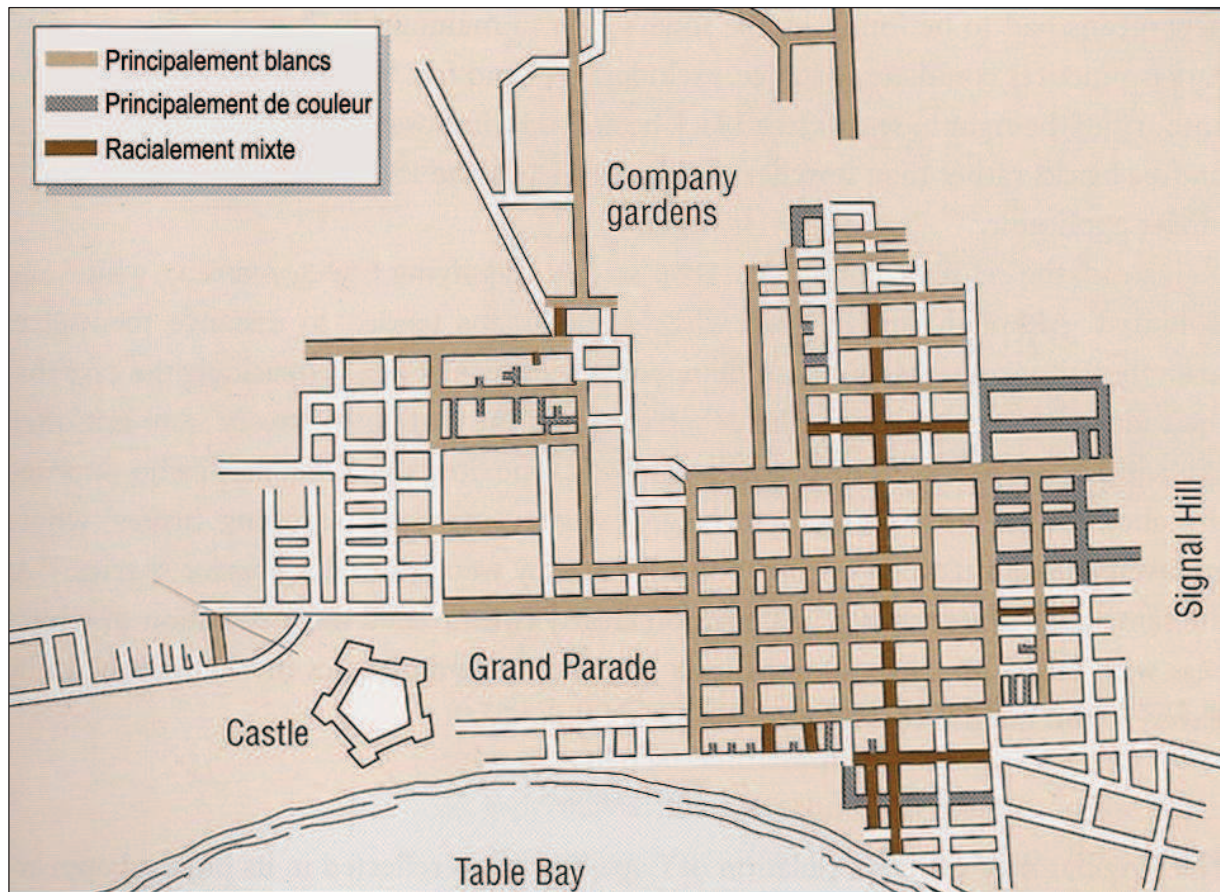 Principalement blancs
Principalement de couleur
Racialement mixte
Company
gardens
Signal Hill
Grand Parade
Castle
Table Bay